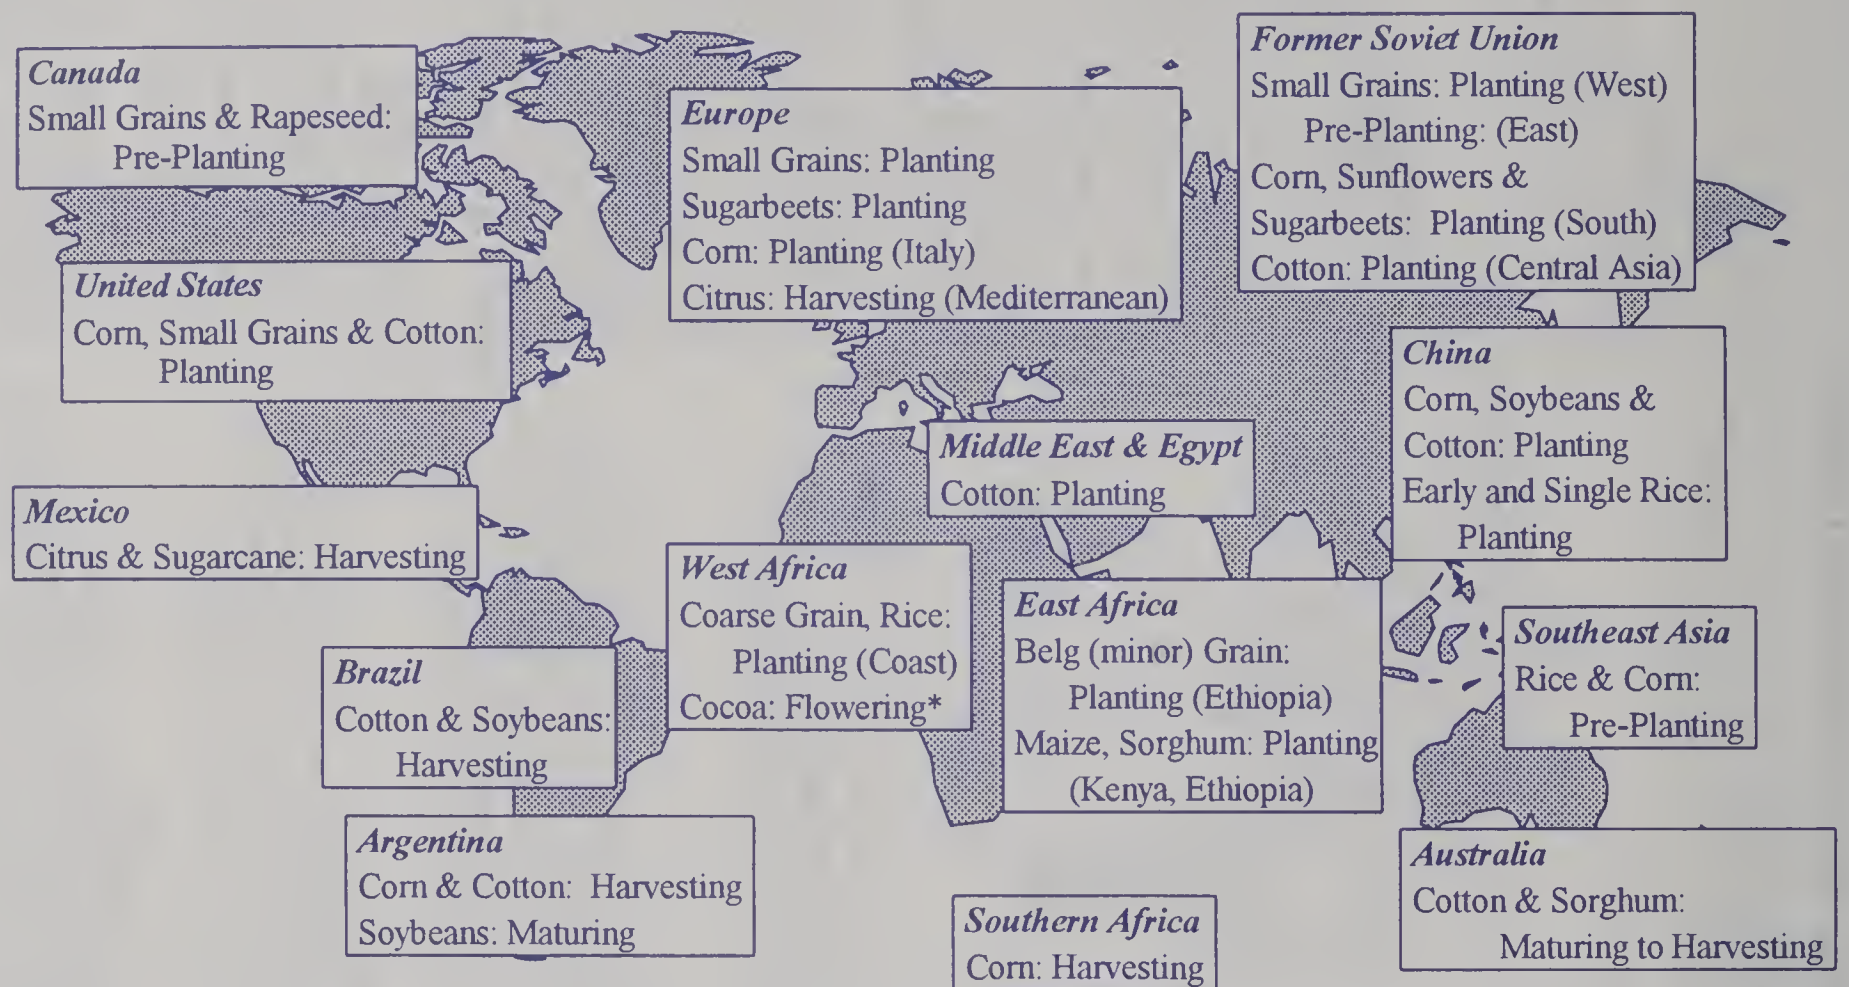 Canada
Small Grains & Rapeseed:
Pre-Planting
United States
Corn, Small Grains & Cotton:
Planting
Mexico
Citrus & Sugarcane: Harvesting
Brazil
Cotton & Soybeans:
Harvesting
Argentina
Corn & Cotton: Harvesting
Soybeans: Maturing
Europe
Small Grains: Planting
Sugarbeets: Planting
Corn: Planting (Italy)
Citrus: Harvesting (Mediterranean)
Middle East & Egypt
Cotton: Planting
West Africa
Coarse Grain, Rice:
Planting (Coast)
Cocoa: Flowering*
East Africa
Belg (minor) Grain:
Planting (Ethiopia)
Maize, Sorghum: Planting
(Kenya, Ethiopia)
Southern Africa
Corn: Harvesting
Former Soviet Union
Small Grains: Planting (West)
Pre-Planting: (East)
Corn, Sunflowers &
Sugarbeets: Planting (South)
Cotton: Planting (Central Asia)
China
Corn, Soybeans &
Cotton: Planting
Early and Single Rice:
Planting
Southeast Asia
Rice & Corn:
Pre-Planting
Australia
Cotton & Sorghum:
Maturing to Harvesting